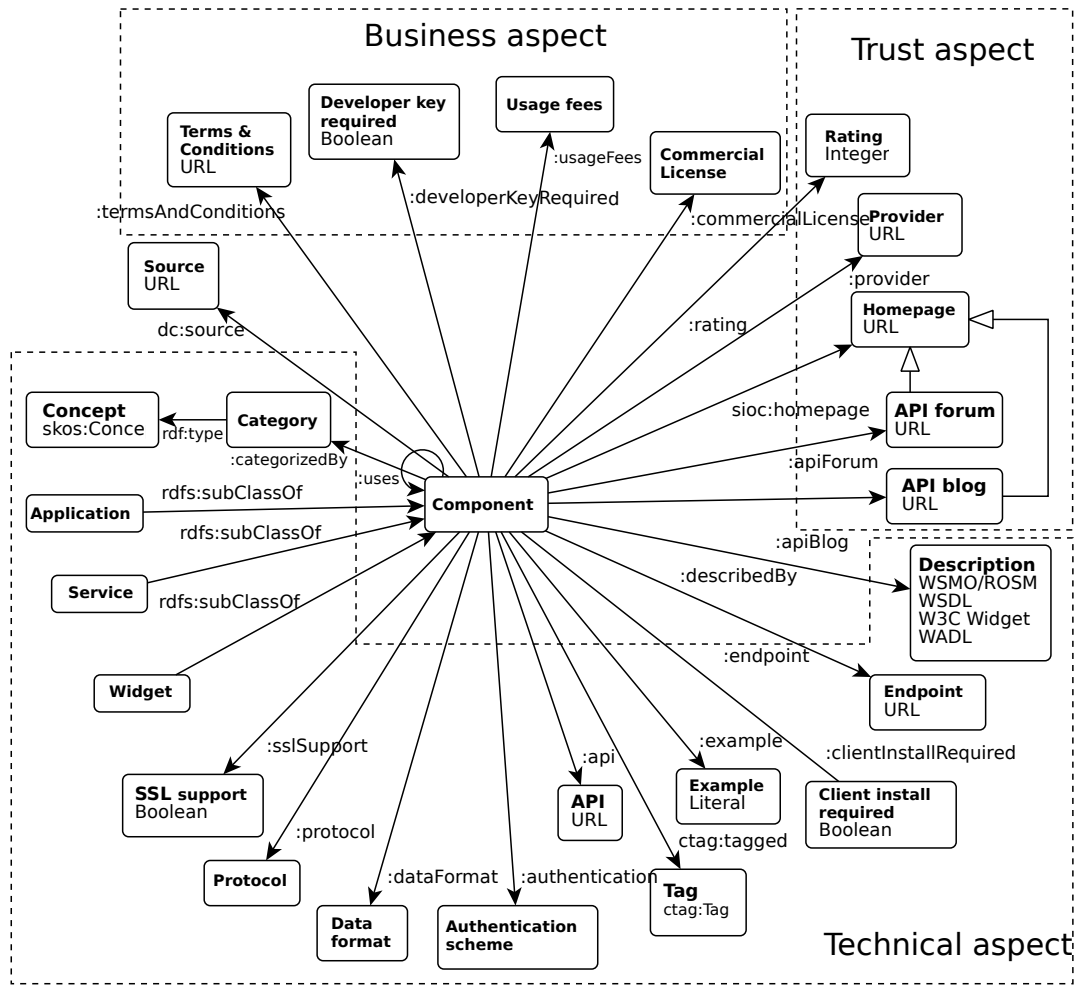 Business aspect
Trust aspect
Developer key
required
Boolean
Usage fees
Terms &
Conditions
URL
Commercial
License
Rating
Integer
:usageFees
:termsAndConditions
:developerKeyRequired
:commercialLicense
Provider
URL
Source
URL
:provider
Homepage
URL
dc:source
:rating
Concept
skos:Conce
rdf:type
Category
sioc:homepage
API forum
URL
:categorizedBy
:uses
:apiForum
API blog
URL
Application
rdfs:subClassOf
Component
rdfs:subClassOf
:apiBlog
Service
rdfs:subClassOf
:describedBy
Description
WSMO/ROSM
WSDL
W3C Widget
WADL
:endpoint
Widget
Endpoint
URL
:sslSupport
:api
:example
:clientInstallRequired
SSL support
Boolean
API
URL
Example
Literal
Client install
required
Boolean
:protocol
ctag:tagged
Protocol
:dataFormat
:authentication
Tag
ctag:Tag
Data
format
Authentication
scheme
Technical aspect